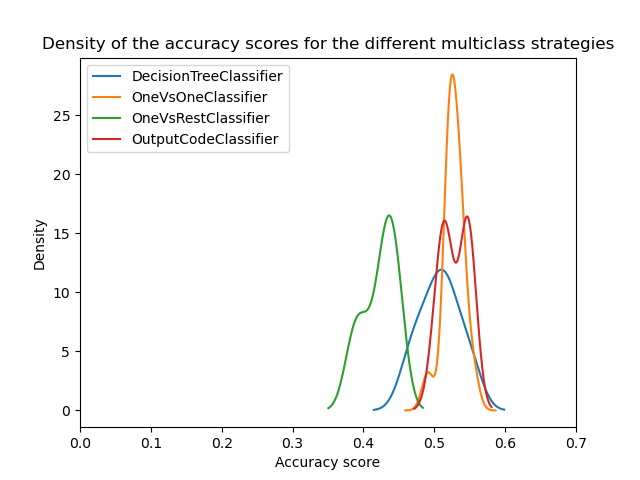 Density of the accuracy scores for the different multiclass strategies
DecisionTreeClassifier
OneVsOneClassifier
OneVsRestClassifier
OutputCodeClassifier
25
20
15
10
5
0
Density
0.0 0.1 0.2 0.3 0.4 0.5 0.6 0.7
Accuracy score